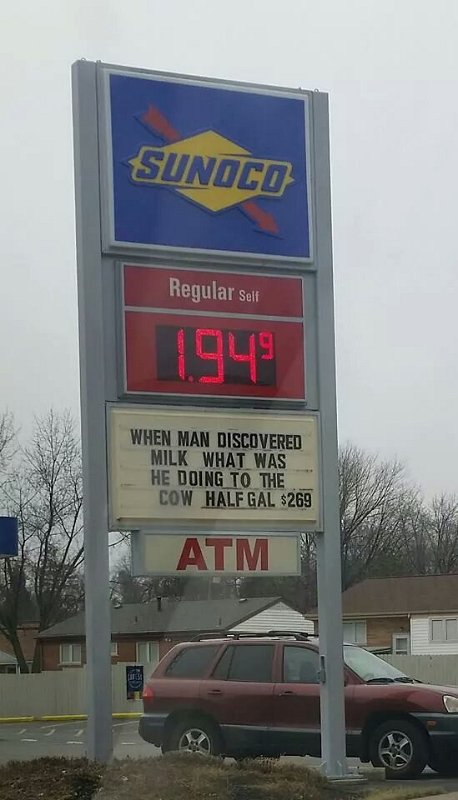 SUNOCO
Regular Self
1.94 9
WHEN MAN DISCOVERED
MILK WHAT WAS
HE DOING TO THE
COW HALF GAL $269
ATM